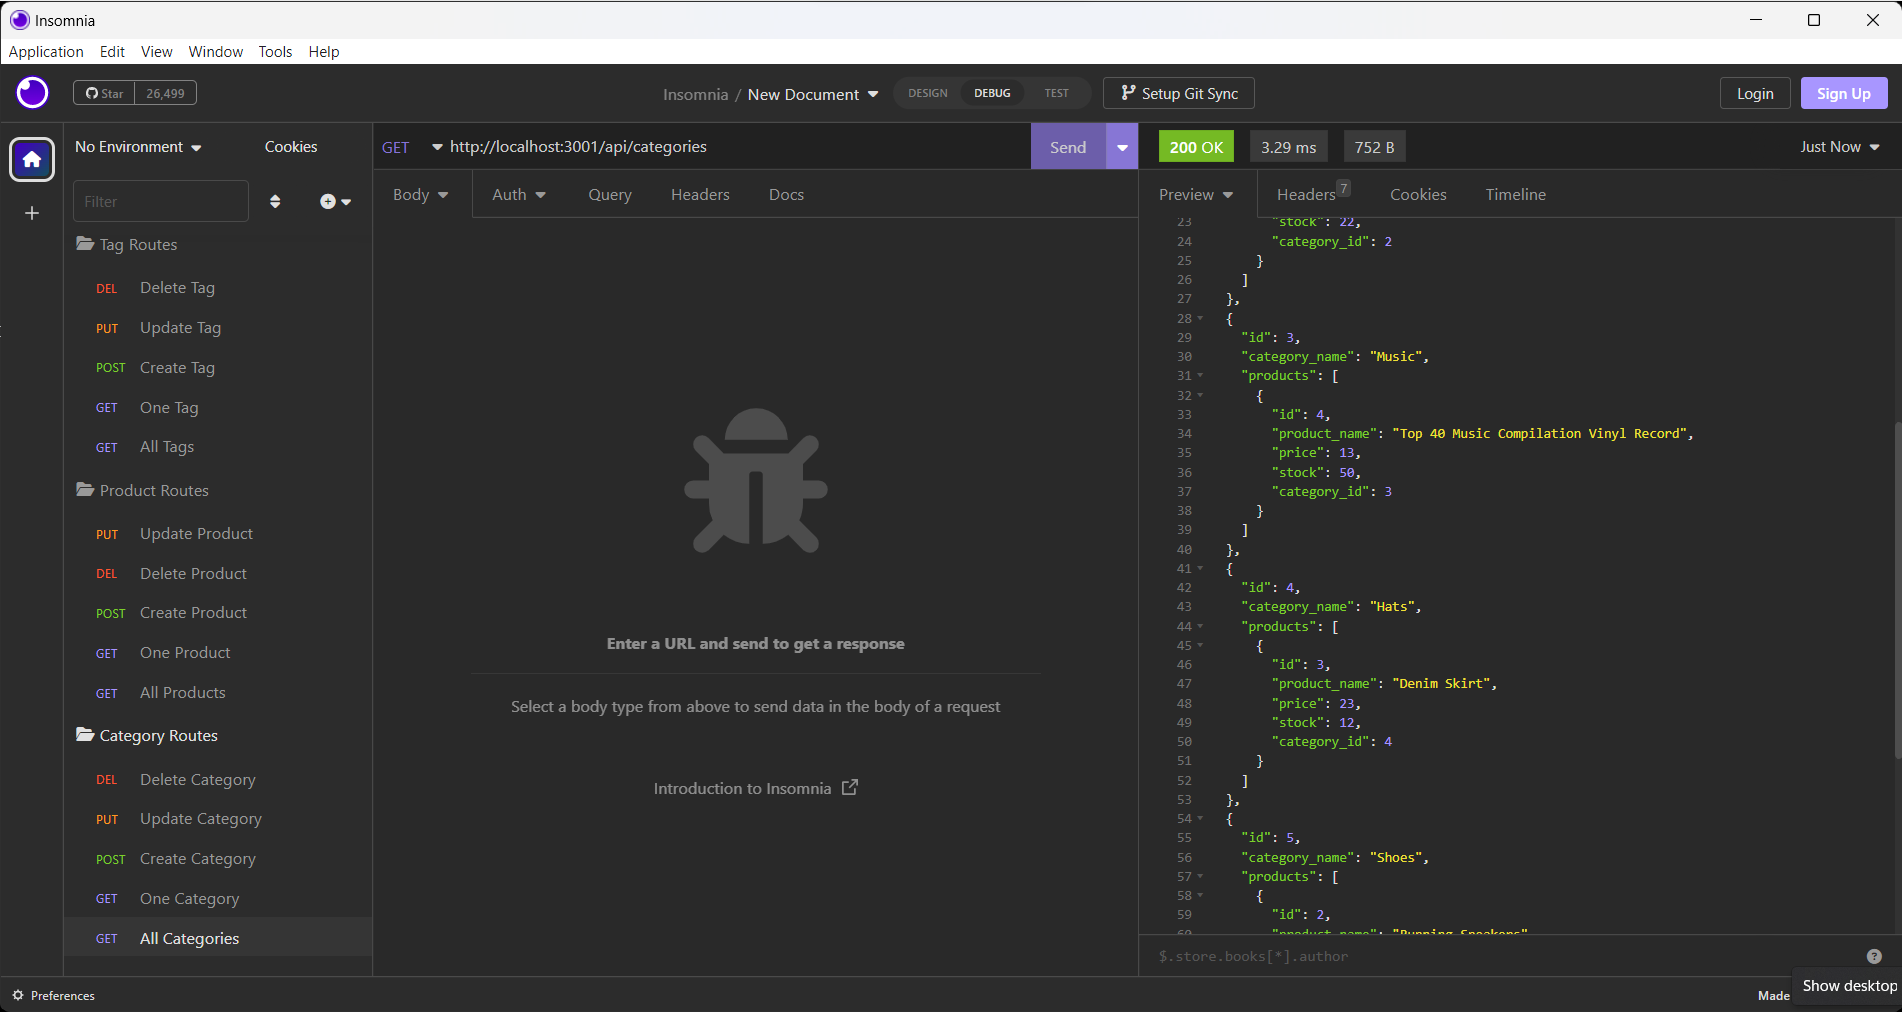 Insomnia
Application Edit View Window Tools Help
Star 26,499
Insomnia / New Document
DESIGN DEBUG TEST
Setup Git Sync
Login Sign Up
No Environment Cookies
Filter
Tag Routes
DEL Delete Tag
PUT Update Tag
POST Create Tag
GET One Tag
GET All Tags
Product Routes
PUT Update Product
DEL Delete Product
POST Create Product
GET One Product
GET All Products
Category Routes
DEL Delete Category
PUT Update Category
POST Create Category
GET One Category
GET All Categories
GET http://localhost:3001/api/categories Send
Body Auth Query Headers Docs
Enter a URL and send to get a response
Select a body type from above to send data in the body of a request
Introduction to Insomnia
200 OK 3.29 ms 752 B Just Now
Preview Headers 7 Cookies Timeline
23 "stock": 22,
24 "category_id": 2
25 }
26 ]
27 },
28 {
29 "id": 3,
30 "category_name": "Music",
31 "products": [
32 {
33 "id": 4,
34 "product_name": "Top 40 Music Compilation Vinyl Record",
35 "price": 13,
36 "stock": 50,
37 "category_id": 3
38 }
39 ]
40 },
41 {
42 "id": 4,
43 "category_name": "Hats",
44 "products": [
45 {
46 "id": 3,
47 "product_name": "Denim Skirt",
48 "price": 23,
49 "stock": 12,
50 "category_id": 4
51 }
52 ]
53 },
54 {
55 "id": 5,
56 "category_name": "Shoes",
57 "products": [
58 {
59 "id": 2,
60 "product_name": "Running Sneakers"
$.store.books[*].author
?
Preferences
Made
Show desktop